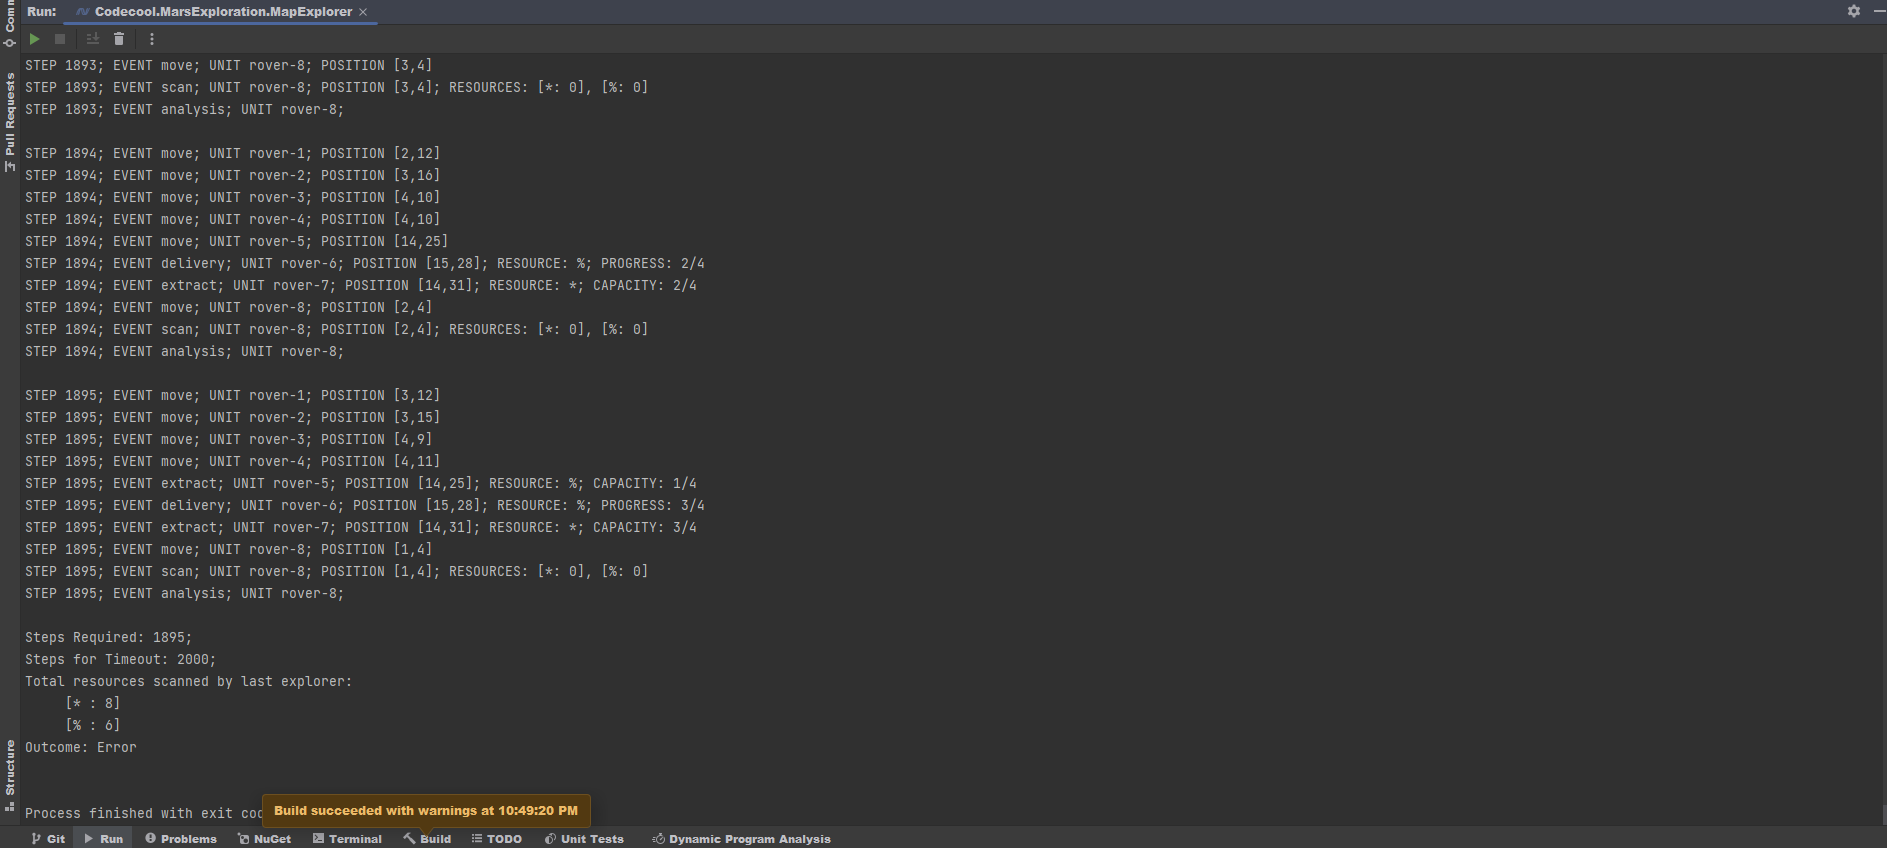 Run: Codecool.MarsExploration.MapExplorer
Comm
Pull Requests
STEP 1893; EVENT move; UNIT rover-8; POSITION [3,4]
STEP 1893; EVENT scan; UNIT rover-8; POSITION [3,4]; RESOURCES: [*: 0], [%: 0]
STEP 1893; EVENT analysis; UNIT rover-8;
STEP 1894; EVENT move; UNIT rover-1; POSITION [2,12]
STEP 1894; EVENT move; UNIT rover-2; POSITION [3,16]
STEP 1894; EVENT move; UNIT rover-3; POSITION [4,10]
STEP 1894; EVENT move; UNIT rover-4; POSITION [4,10]
STEP 1894; EVENT move; UNIT rover-5; POSITION [14,25]
STEP 1894; EVENT delivery; UNIT rover-6; POSITION [15,28]; RESOURCE: %; PROGRESS: 2/4
STEP 1894; EVENT extract; UNIT rover-7; POSITION [14,31]; RESOURCE: *; CAPACITY: 2/4
STEP 1894; EVENT move; UNIT rover-8; POSITION [2,4]
STEP 1894; EVENT scan; UNIT rover-8; POSITION [2,4]; RESOURCES: [*: 0], [%: 0]
STEP 1894; EVENT analysis; UNIT rover-8;
STEP 1895; EVENT move; UNIT rover-1; POSITION [3,12]
STEP 1895; EVENT move; UNIT rover-2; POSITION [3,15]
STEP 1895; EVENT move; UNIT rover-3; POSITION [4,9]
STEP 1895; EVENT move; UNIT rover-4; POSITION [4,11]
STEP 1895; EVENT extract; UNIT rover-5; POSITION [14,25]; RESOURCE: %; CAPACITY: 1/4
STEP 1895; EVENT delivery; UNIT rover-6; POSITION [15,28]; RESOURCE: %; PROGRESS: 3/4
STEP 1895; EVENT extract; UNIT rover-7; POSITION [14,31]; RESOURCE: *; CAPACITY: 3/4
STEP 1895; EVENT move; UNIT rover-8; POSITION [1,4]
STEP 1895; EVENT scan; UNIT rover-8; POSITION [1,4]; RESOURCES: [*: 0], [%: 0]
STEP 1895; EVENT analysis; UNIT rover-8;
Steps Required: 1895;
Steps for Timeout: 2000;
Total resources scanned by last explorer:
[* : 8]
[% : 6]
Outcome: Error
Structure
Process finished with exit cod
Build succeeded with warnings at 10:49:20 PM
Git Run Problems NuGet Terminal Build TODO Unit Tests Dynamic Program Analysis